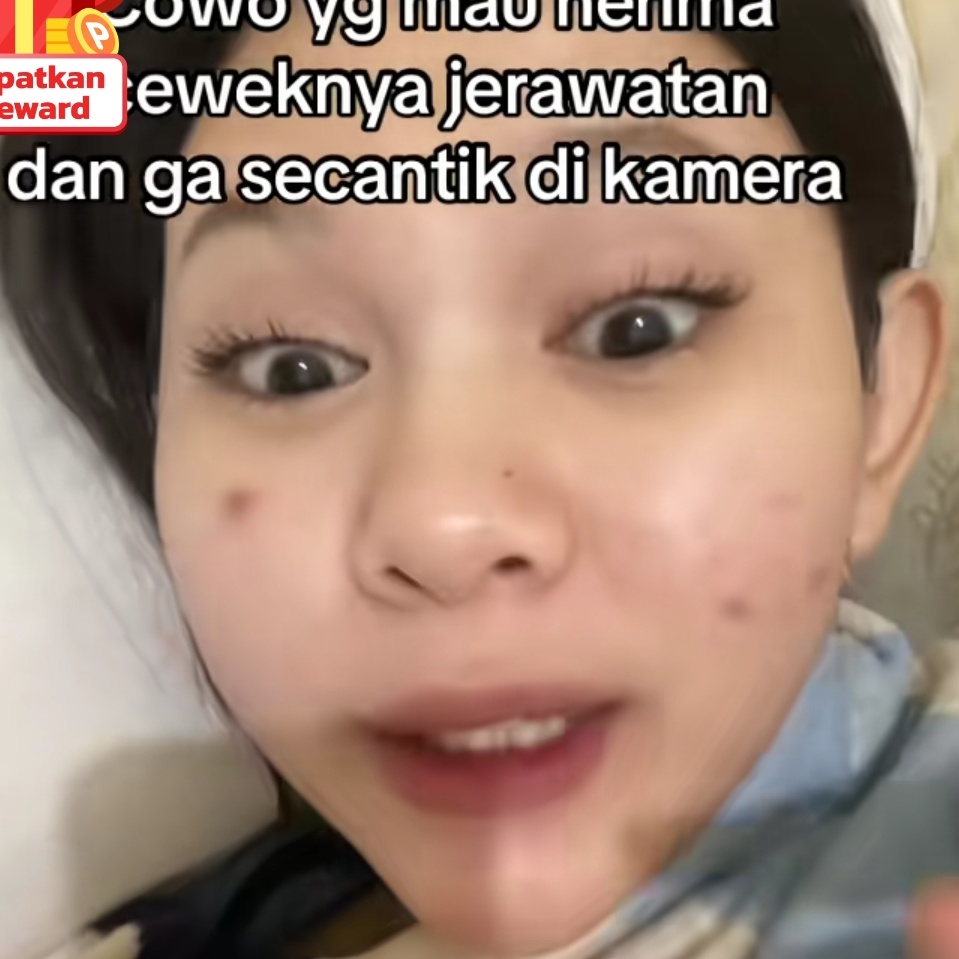 Cowo yg mau nerima
ceweknya jerawatan
dan ga secantik di kamera
patkan
eward
P